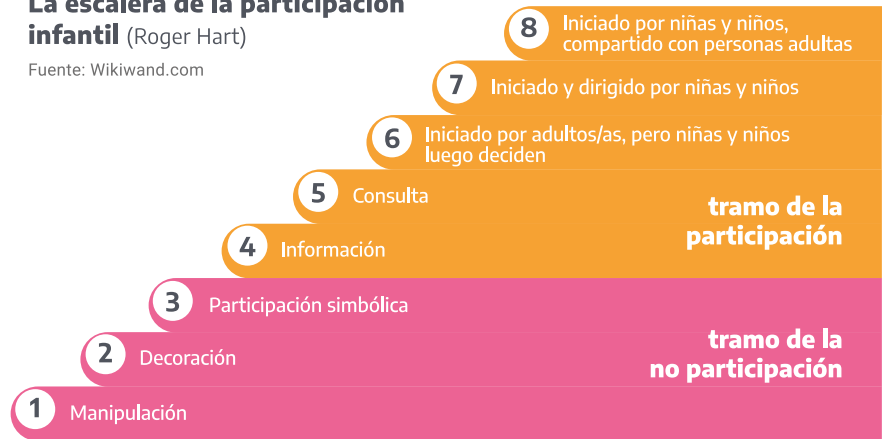 La escalera de la participación
infantil (Roger Hart)
Fuente: Wikiwand.com
8 Iniciado por niñas y niños,
compartido con personas adultas
7 Iniciado y dirigido por niñas y niños
6 Iniciado por adultos/as, pero niñas y niños
luego deciden
5 Consulta
4 Información
tramo de la
participación
3 Participación simbólica
2 Decoración
1 Manipulación
tramo de la
no participación